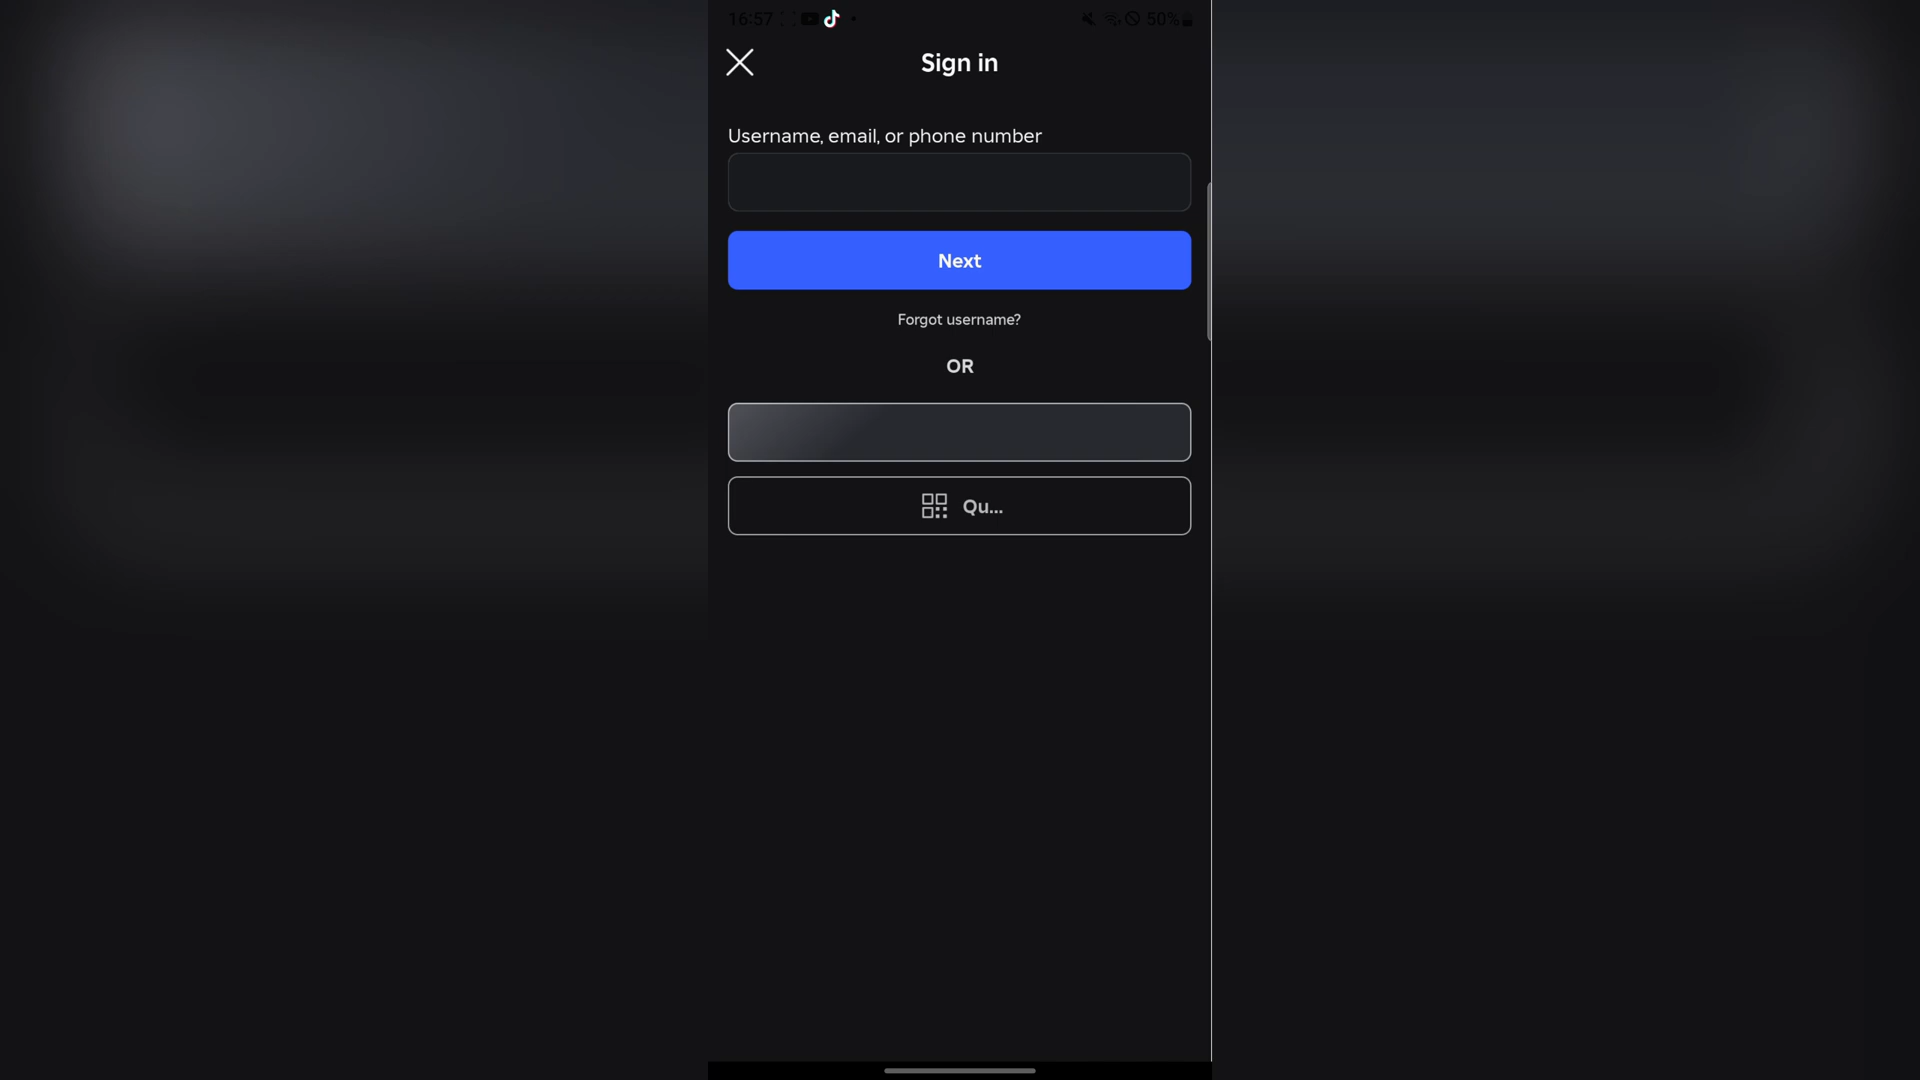 16:57
50%
Sign in
Username, email, or phone number
Next
Forgot username?
OR
Qu...